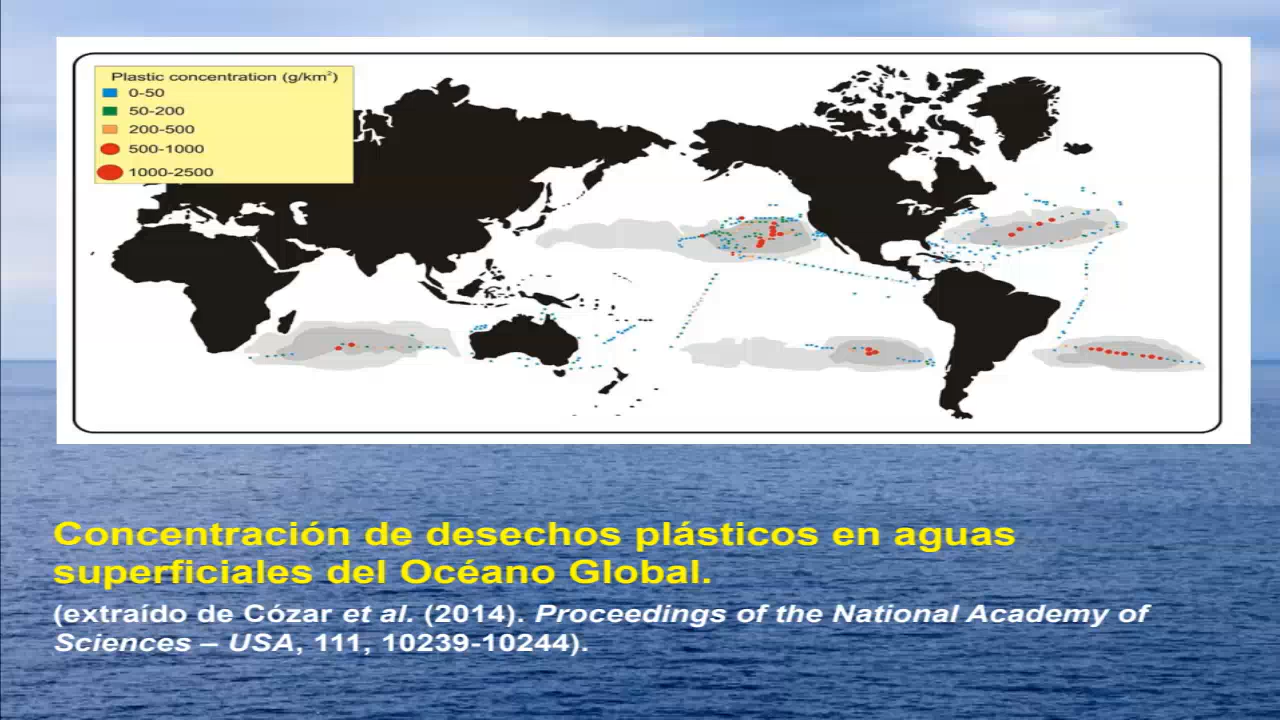 Plastic concentration (g/km²)
0-50
50-200
200-500
500-1000
1000-2500
Concentración de desechos plásticos en aguas
superficiales del Océano Global.
(extraído de Cózar et al. (2014). Proceedings of the National Academy of
Sciences – USA, 111, 10239-10244).